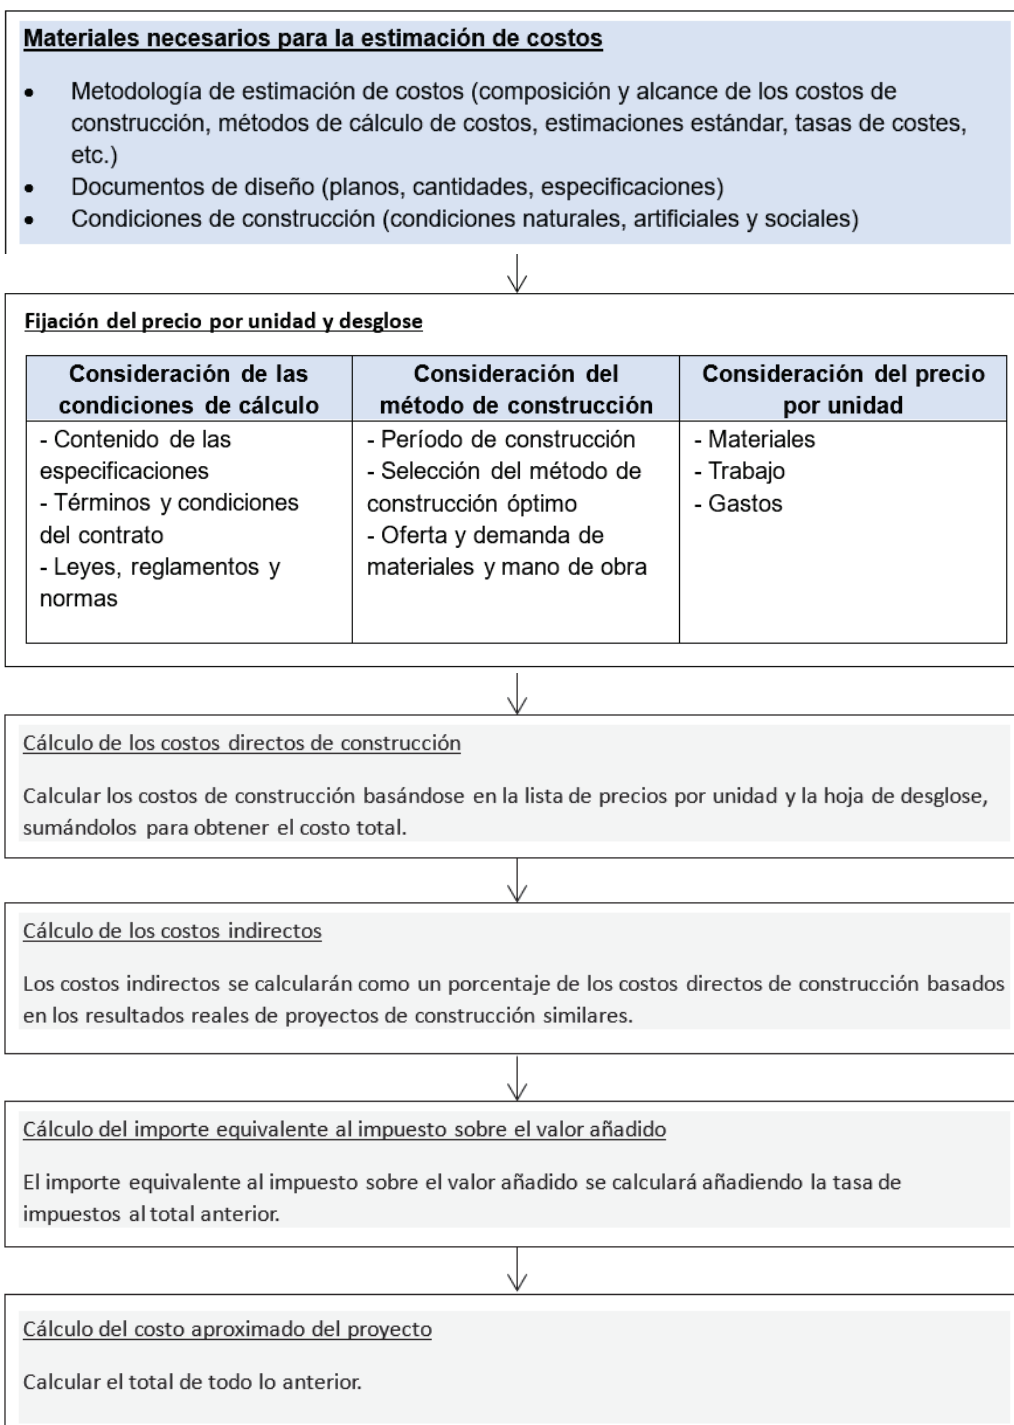 Materiales necesarios para la estimación de costos
• Metodología de estimación de costos (composición y alcance de los costos de
construcción, métodos de cálculo de costos, estimaciones estándar, tasas de costes,
etc.)
• Documentos de diseño (planos, cantidades, especificaciones)
• Condiciones de construcción (condiciones naturales, artificiales y sociales)
Fijación del precio por unidad y desglose
Consideración de las
condiciones de cálculo
- Contenido de las
especificaciones
- Términos y condiciones
del contrato
- Leyes, reglamentos y
normas
Consideración del
método de construcción
- Período de construcción
- Selección del método de
construcción óptimo
- Oferta y demanda de
materiales y mano de obra
Consideración del precio
por unidad
- Materiales
- Trabajo
- Gastos
Cálculo de los costos directos de construcción
Calcular los costos de construcción basándose en la lista de precios por unidad y la hoja de desglose,
sumándolos para obtener el costo total.
Cálculo de los costos indirectos
Los costos indirectos se calcularán como un porcentaje de los costos directos de construcción basados
en los resultados reales de proyectos de construcción similares.
Cálculo del importe equivalente al impuesto sobre el valor añadido
El importe equivalente al impuesto sobre el valor añadido se calculará añadiendo la tasa de
impuestos al total anterior.
Cálculo del costo aproximado del proyecto
Calcular el total de todo lo anterior.